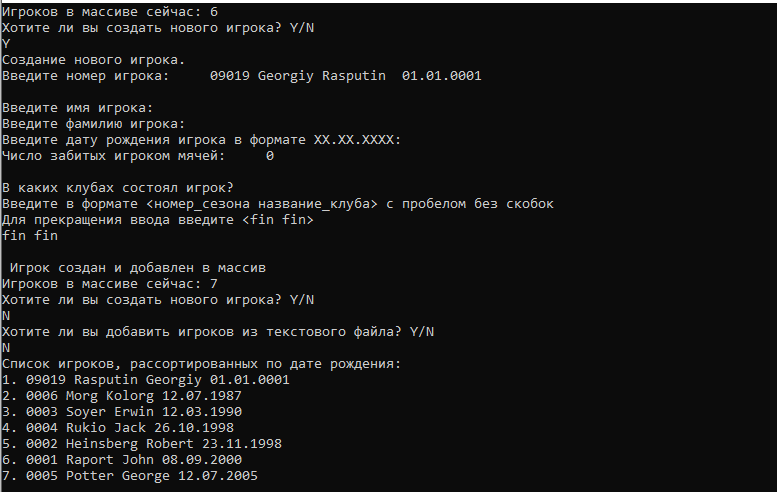 Игроков в массиве сейчас: 6
Хотите ли вы создать нового игрока? Y/N
Y
Создание нового игрока.
Введите номер игрока:     09019 Georgiy Rasputin  01.01.0001
Введите имя игрока:
Введите фамилию игрока:
Введите дату рождения игрока в формате XX.XX.XXXX:
Число забитых игроком мячей:     0
В каких клубах состоял игрок?
Введите в формате <номер_сезона название_клуба> с пробелом без скобок
Для прекращения ввода введите <fin fin>
fin fin
Игрок создан и добавлен в массив
Игроков в массиве сейчас: 7
Хотите ли вы создать нового игрока? Y/N
N
Хотите ли вы добавить игроков из текстового файла? Y/N
N
Список игроков, рассортированных по дате рождения:
1. 09019 Rasputin Georgiy 01.01.0001
2. 0006 Morg Kolorg 12.07.1987
3. 0003 Soyer Erwin 12.03.1990
4. 0004 Rukio Jack 26.10.1998
5. 0002 Heinsberg Robert 23.11.1998
6. 0001 Raport John 08.09.2000
7. 0005 Potter George 12.07.2005